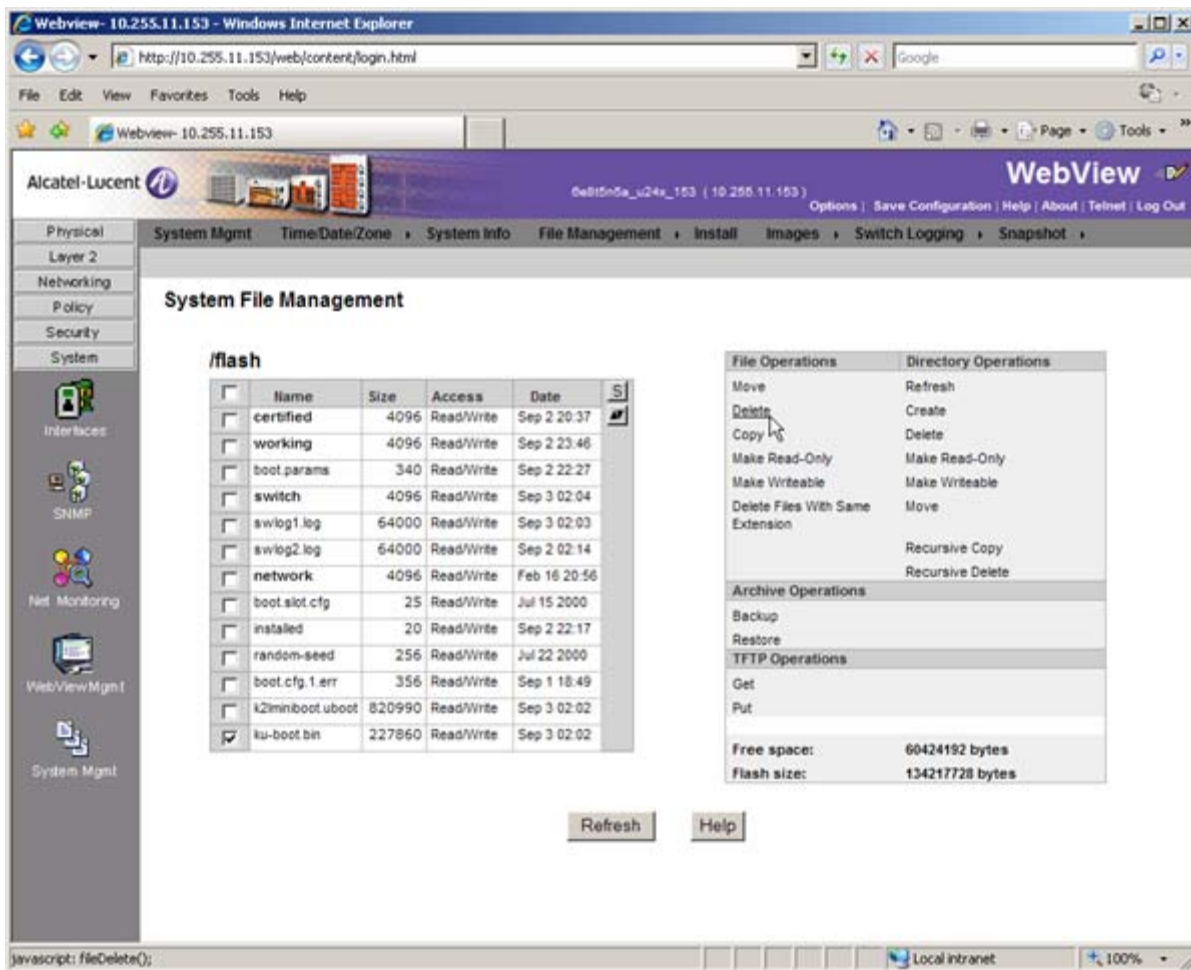 Webview- 10.255.11.153 - Windows Internet Explorer
http://10.255.11.153/web/content/login.html
Google
File Edit View Favorites Tools Help
Webview- 10.255.11.153
Page Tools
Alcatel-Lucent
6e8t5n5a_u24x_153 ( 10.255.11.153 )
WebView
Options | Save Configuration | Help | About | Telnet | Log Out
Physical
Layer 2
Networking
Policy
Security
System
Interfaces
SNMP
Net Monitoring
WebViewMgmt
System Mgmt
System Mgmt Time/Date/Zone System Info File Management Install Images Switch Logging Snapshot
System File Management
/flash
Name Size Access Date S
certified 4096 Read/Write Sep 2 20:37
working 4096 Read/Write Sep 2 23:46
boot.params 340 Read/Write Sep 2 22:27
switch 4096 Read/Write Sep 3 02:04
swlog1.log 64000 Read/Write Sep 3 02:03
swlog2.log 64000 Read/Write Sep 2 02:14
network 4096 Read/Write Feb 16 20:56
boot.slot.cfg 25 Read/Write Jul 15 2000
installed 20 Read/Write Sep 2 22:17
random-seed 256 Read/Write Jul 22 2000
boot.cfg.1.err 356 Read/Write Sep 1 18:49
k2Iminiboot.uboot 820990 Read/Write Sep 3 02:02
ku-boot.bin 227860 Read/Write Sep 3 02:02
File Operations Directory Operations
Move Refresh
Delete Create
Copy Delete
Make Read-Only Make Read-Only
Make Writeable Make Writeable
Delete Files With Same Move
Extension
Recursive Copy
Recursive Delete
Archive Operations
Backup
Restore
TFTP Operations
Get
Put
Free space: 60424192 bytes
Flash size: 134217728 bytes
Refresh Help
javascript: fileDelete();
Local intranet 100%